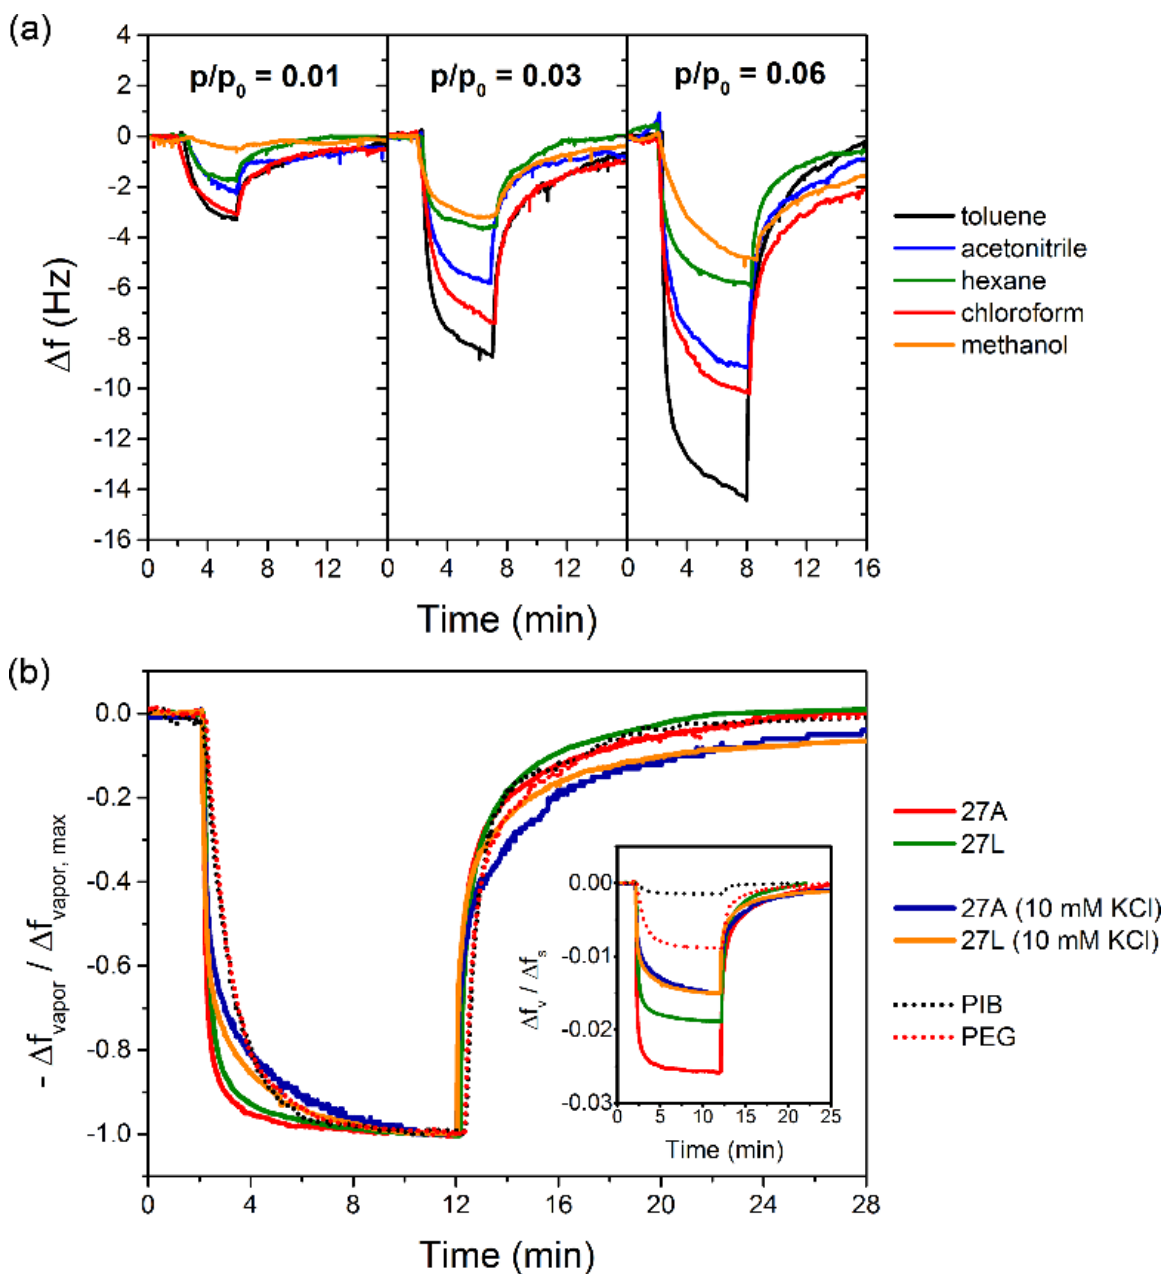 (a)
p/p0 = 0.01
p/p0 = 0.03
p/p0 = 0.06
4
2
0
-2
-4
-6
-8
-10
-12
-14
-16
Δf (Hz)
0 4 8 12 0 4 8 12 0 4 8 12 16
Time (min)
toluene
acetonitrile
hexane
chloroform
methanol
(b)
0.0
-0.2
-0.4
-0.6
-0.8
-1.0
- Δfvapor / Δfvapor, max
0 4 8 12 16 20 24 28
Time (min)
0.00
-0.01
-0.02
-0.03
Δfv / Δfs
0 5 10 15 20 25
Time (min)
27A
27L
27A (10 mM KCl)
27L (10 mM KCl)
PIB
PEG